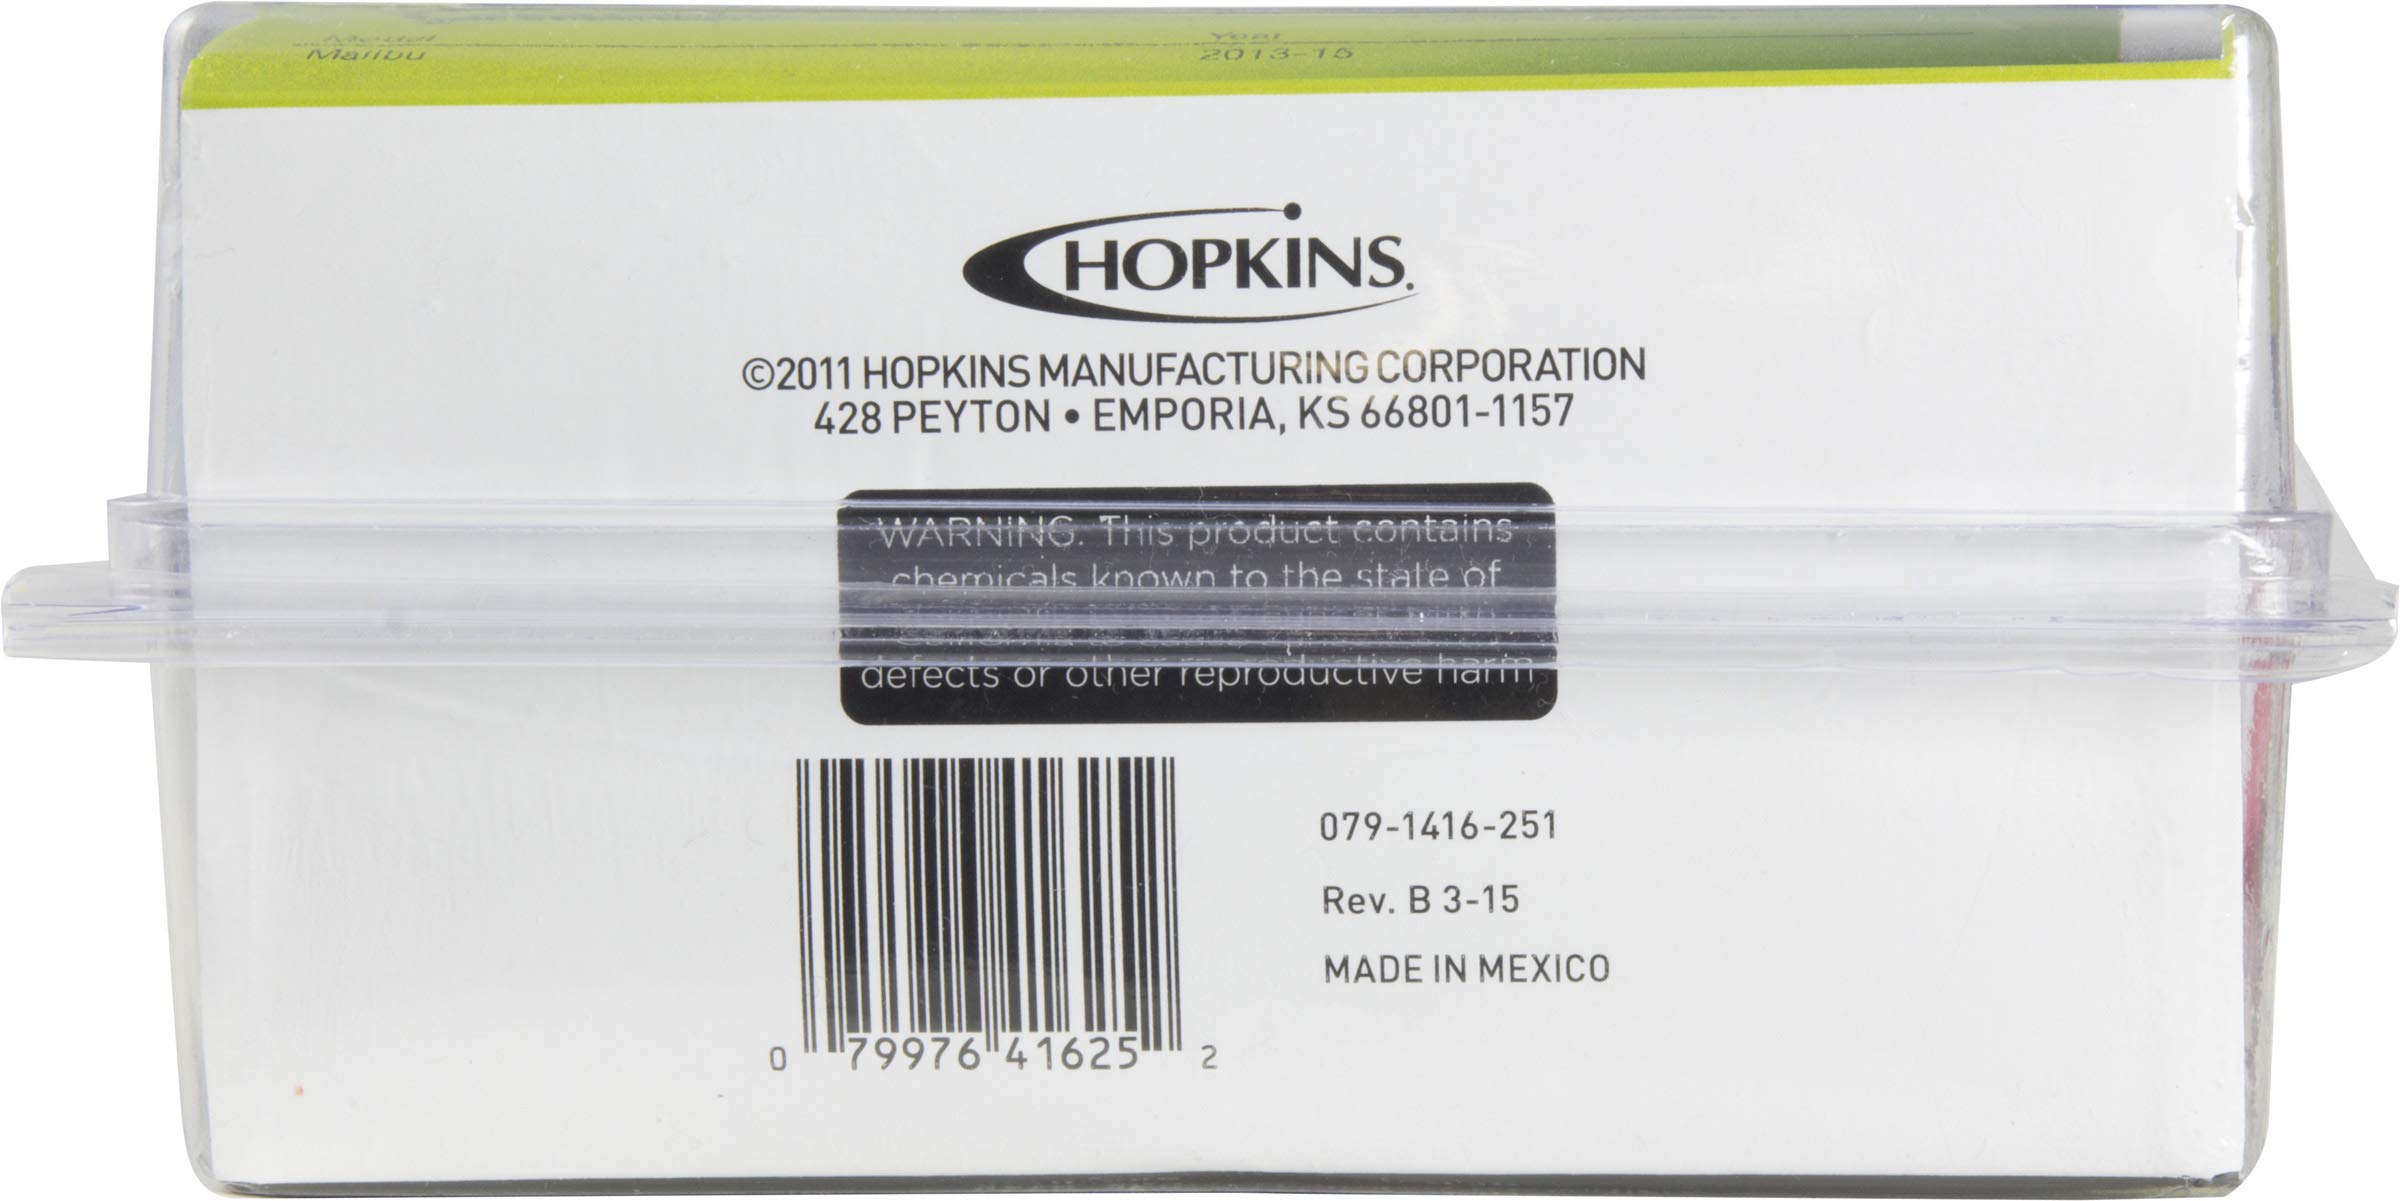 Model Year
Malibu 2013-15
HOPKINS
©2011 HOPKINS MANUFACTURING CORPORATION
428 PEYTON • EMPORIA, KS 66801-1157
WARNING. This product contains
chemicals known to the state of
California to
defects or other reproductive harm
079-1416-251
Rev. B 3-15
MADE IN MEXICO
0 79976 41625 2